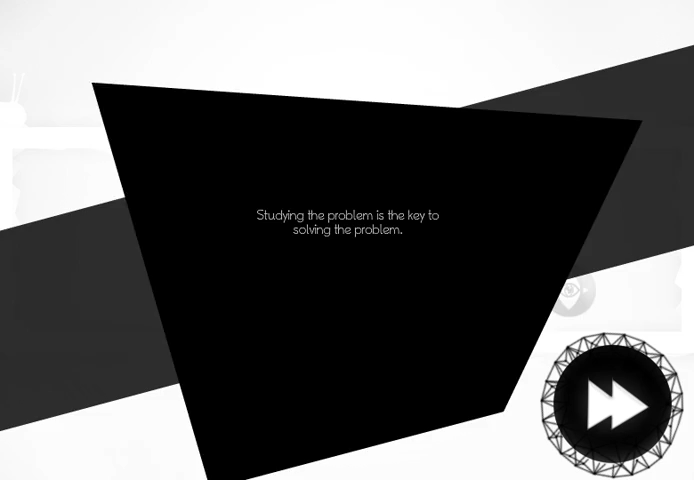 Studying the problem is the key to
solving the problem.